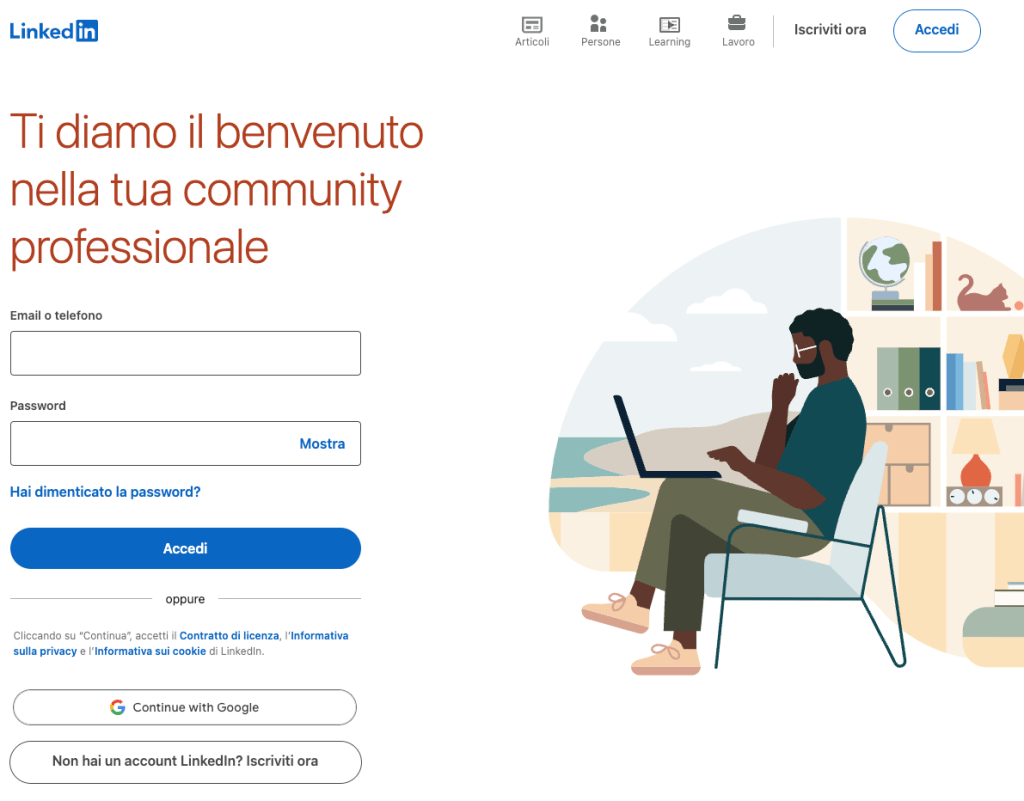 LinkedIn
Articoli
Persone
Learning
Lavoro
Iscriviti ora
Accedi
Ti diamo il benvenuto
nella tua community
professionale
Email o telefono
Password
Mostra
Hai dimenticato la password?
Accedi
oppure
Cliccando su “Continua”, accetti il Contratto di licenza, l’Informativa
sulla privacy e l’Informativa sui cookie di LinkedIn.
Continue with Google
Non hai un account LinkedIn? Iscriviti ora